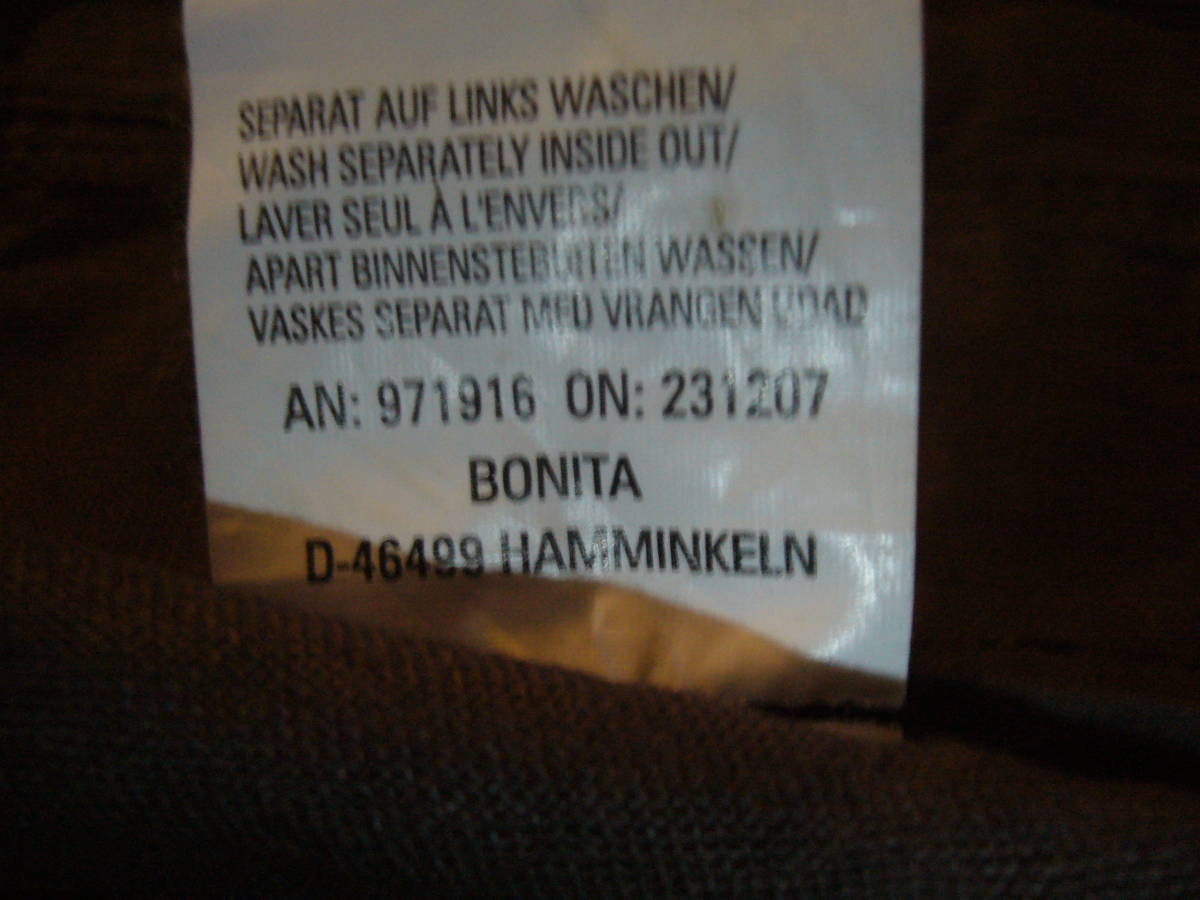 SEPARAT AUF LINKS WASCHEN/
WASH SEPARATELY INSIDE OUT/
LAVER SEUL À L'ENVERS/
APART BINNENSTEBUITEN WASSEN/
VASKES SEPARAT MED VRANGEN UDAD
AN: 971916 ON: 231207
BONITA
D-46499 HAMMINKELN